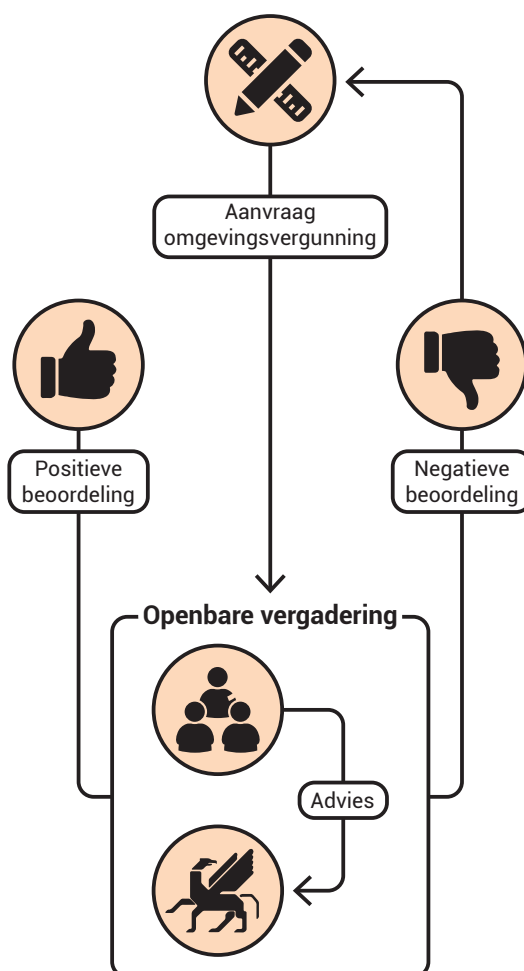 Aanvraag
omgevingsvergunning
Positieve
beoordeling
Negatieve
beoordeling
Openbare vergadering
Advies